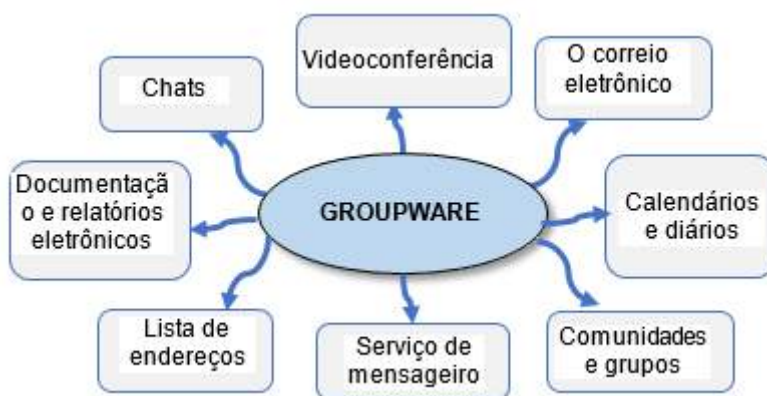 Videoconferência
O correio
eletrônico
Chats
Documentaçã
o e relatórios
eletrônicos
GROUPWARE
Calendários
e diários
Lista de
endereços
Serviço de
mensageiro
Comunidades
e grupos